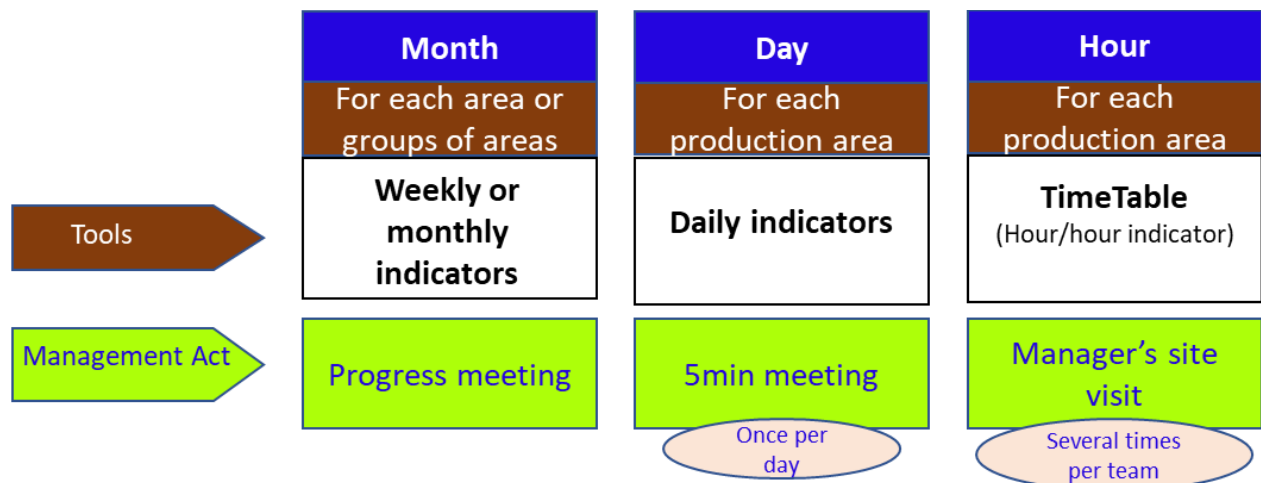 Month
Day
Hour
For each area or
groups of areas
For each
production area
For each
production area
Tools
Weekly or
monthly
indicators
Daily indicators
TimeTable
(Hour/hour indicator)
Management Act
Progress meeting
5min meeting
Manager's site
visit
Once per
day
Several times
per team